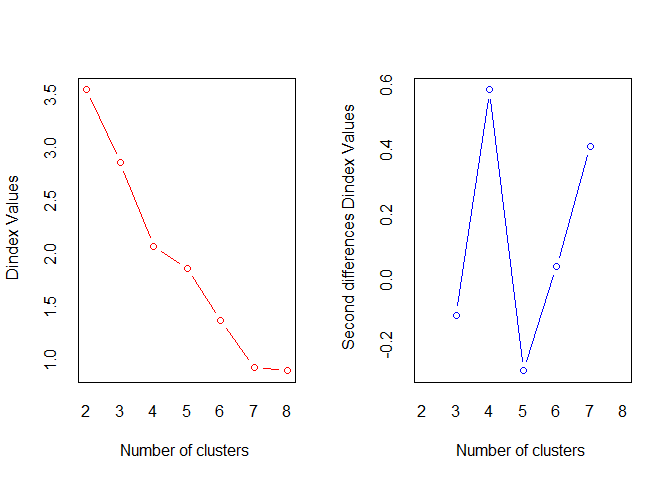 Dindex Values
3.5
3.0
2.5
2.0
1.5
1.0
2 3 4 5 6 7 8
Number of clusters
Second differences Dindex Values
0.6
0.4
0.2
0.0
-0.2
2 3 4 5 6 7 8
Number of clusters